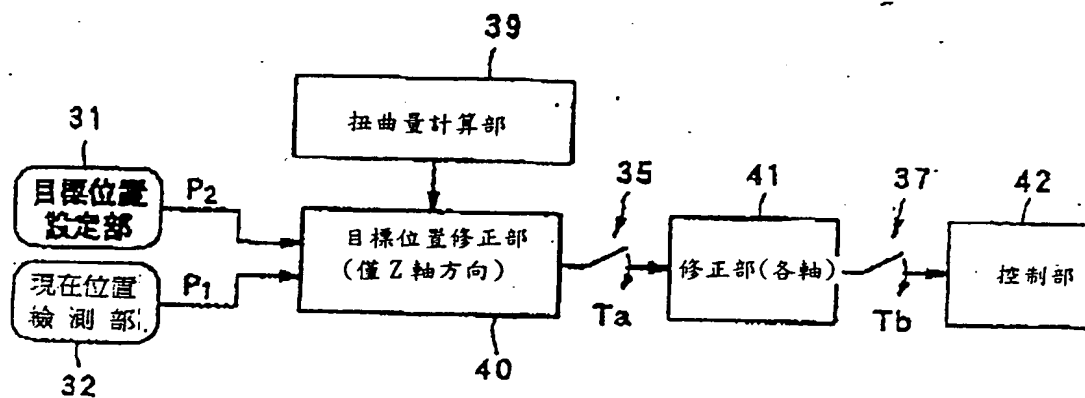 39
扭曲量計算部
31
目標位置
設定部
P2
35
41
37
42
目標位置修正部
(僅Z軸方向)
修正部(各軸)
控制部
現在位置
檢測部
P1
Ta
Tb
40
32